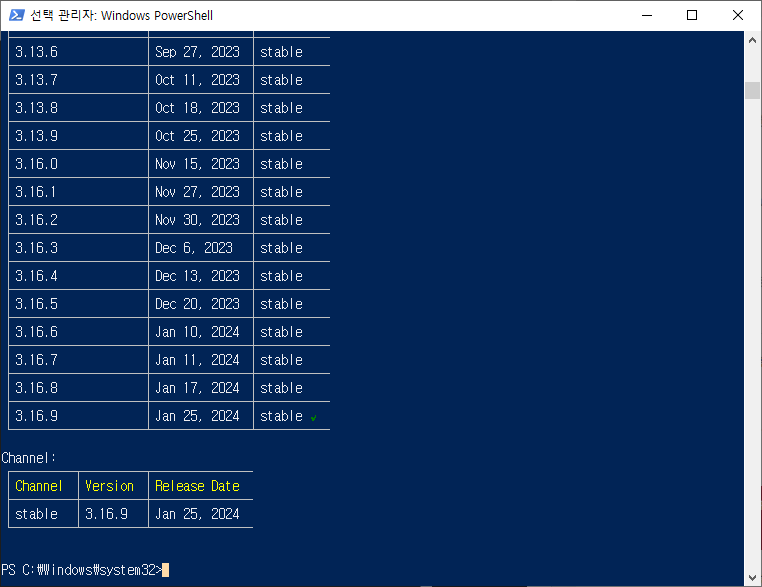 선택 관리자: Windows PowerShell
3.13.6 Sep 27, 2023 stable
3.13.7 Oct 11, 2023 stable
3.13.8 Oct 18, 2023 stable
3.13.9 Oct 25, 2023 stable
3.16.0 Nov 15, 2023 stable
3.16.1 Nov 27, 2023 stable
3.16.2 Nov 30, 2023 stable
3.16.3 Dec 6, 2023 stable
3.16.4 Dec 13, 2023 stable
3.16.5 Dec 20, 2023 stable
3.16.6 Jan 10, 2024 stable
3.16.7 Jan 11, 2024 stable
3.16.8 Jan 17, 2024 stable
3.16.9 Jan 25, 2024 stable ✓
Channel:
Channel Version Release Date
stable 3.16.9 Jan 25, 2024
PS C:₩Windows₩system32>